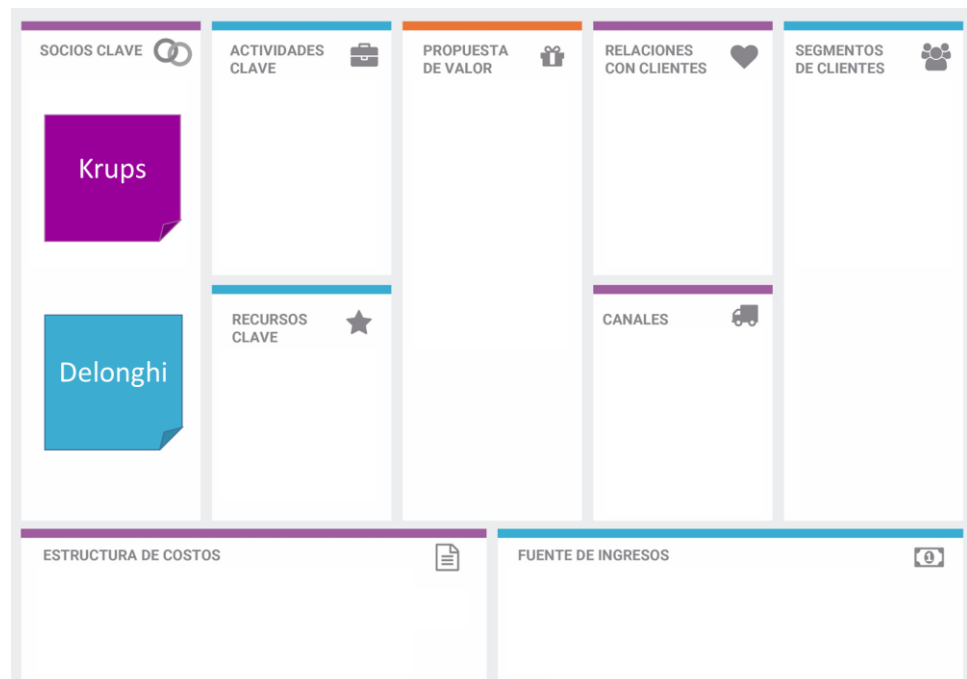 SOCIOS CLAVE
Krups
Delonghi
ACTIVIDADES
CLAVE
RECURSOS
CLAVE
PROPUESTA
DE VALOR
RELACIONES
CON CLIENTES
CANALES
SEGMENTOS
DE CLIENTES
ESTRUCTURA DE COSTOS
FUENTE DE INGRESOS